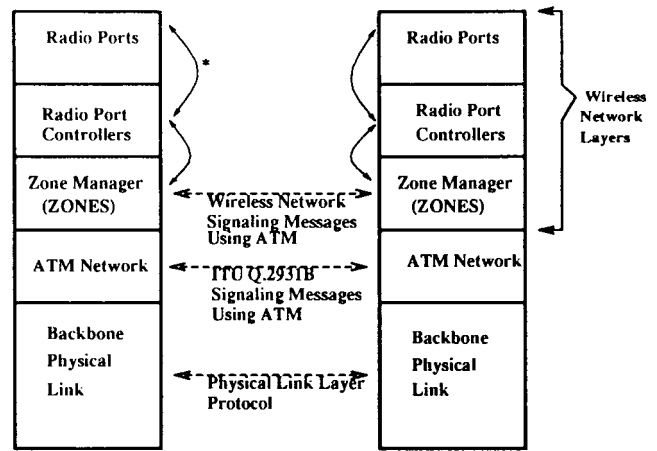 Radio Ports
*
Radio Port
Controllers
Zone Manager
(ZONES)
ATM Network
Backbone
Physical
Link
Wireless Network
Signaling Messages
Using ATM
ITU Q.2931B
Signaling Messages
Using ATM
Physical Link Layer
Protocol
Radio Ports
Radio Port
Controllers
Zone Manager
(ZONES)
ATM Network
Backbone
Physical
Link
Wireless
Network
Layers